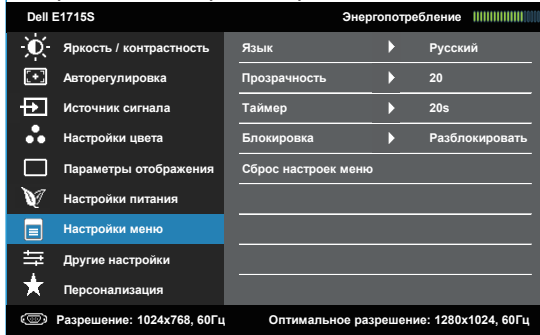 Dell E1715S Энергопотребление
Яркость / контрастность Язык Русский
Авторегулировка Прозрачность 20
Источник сигнала Таймер 20s
Настройки цвета Блокировка Разблокировать
Параметры отображения Сброс настроек меню
Настройки питания
Настройки меню
Другие настройки
Персонализация
Разрешение: 1024x768, 60Гц Оптимальное разрешение: 1280x1024, 60Гц